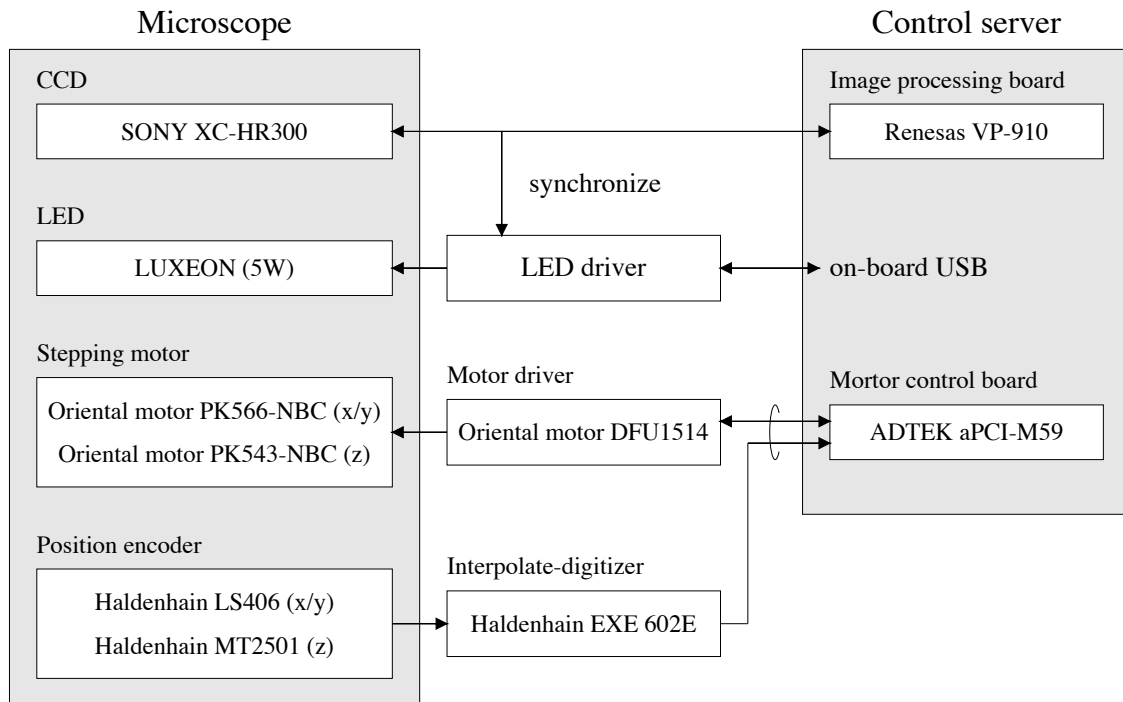 Microscope
Control server
CCD
SONY XC-HR300
Image processing board
Renesas VP-910
synchronize
LED
LUXEON (5W)
LED driver
on-board USB
Stepping motor
Oriental motor PK566-NBC (x/y)
Oriental motor PK543-NBC (z)
Motor driver
Oriental motor DFU1514
Mortor control board
ADTEK aPCI-M59
Position encoder
Haldenhain LS406 (x/y)
Haldenhain MT2501 (z)
Interpolate-digitizer
Haldenhain EXE 602E